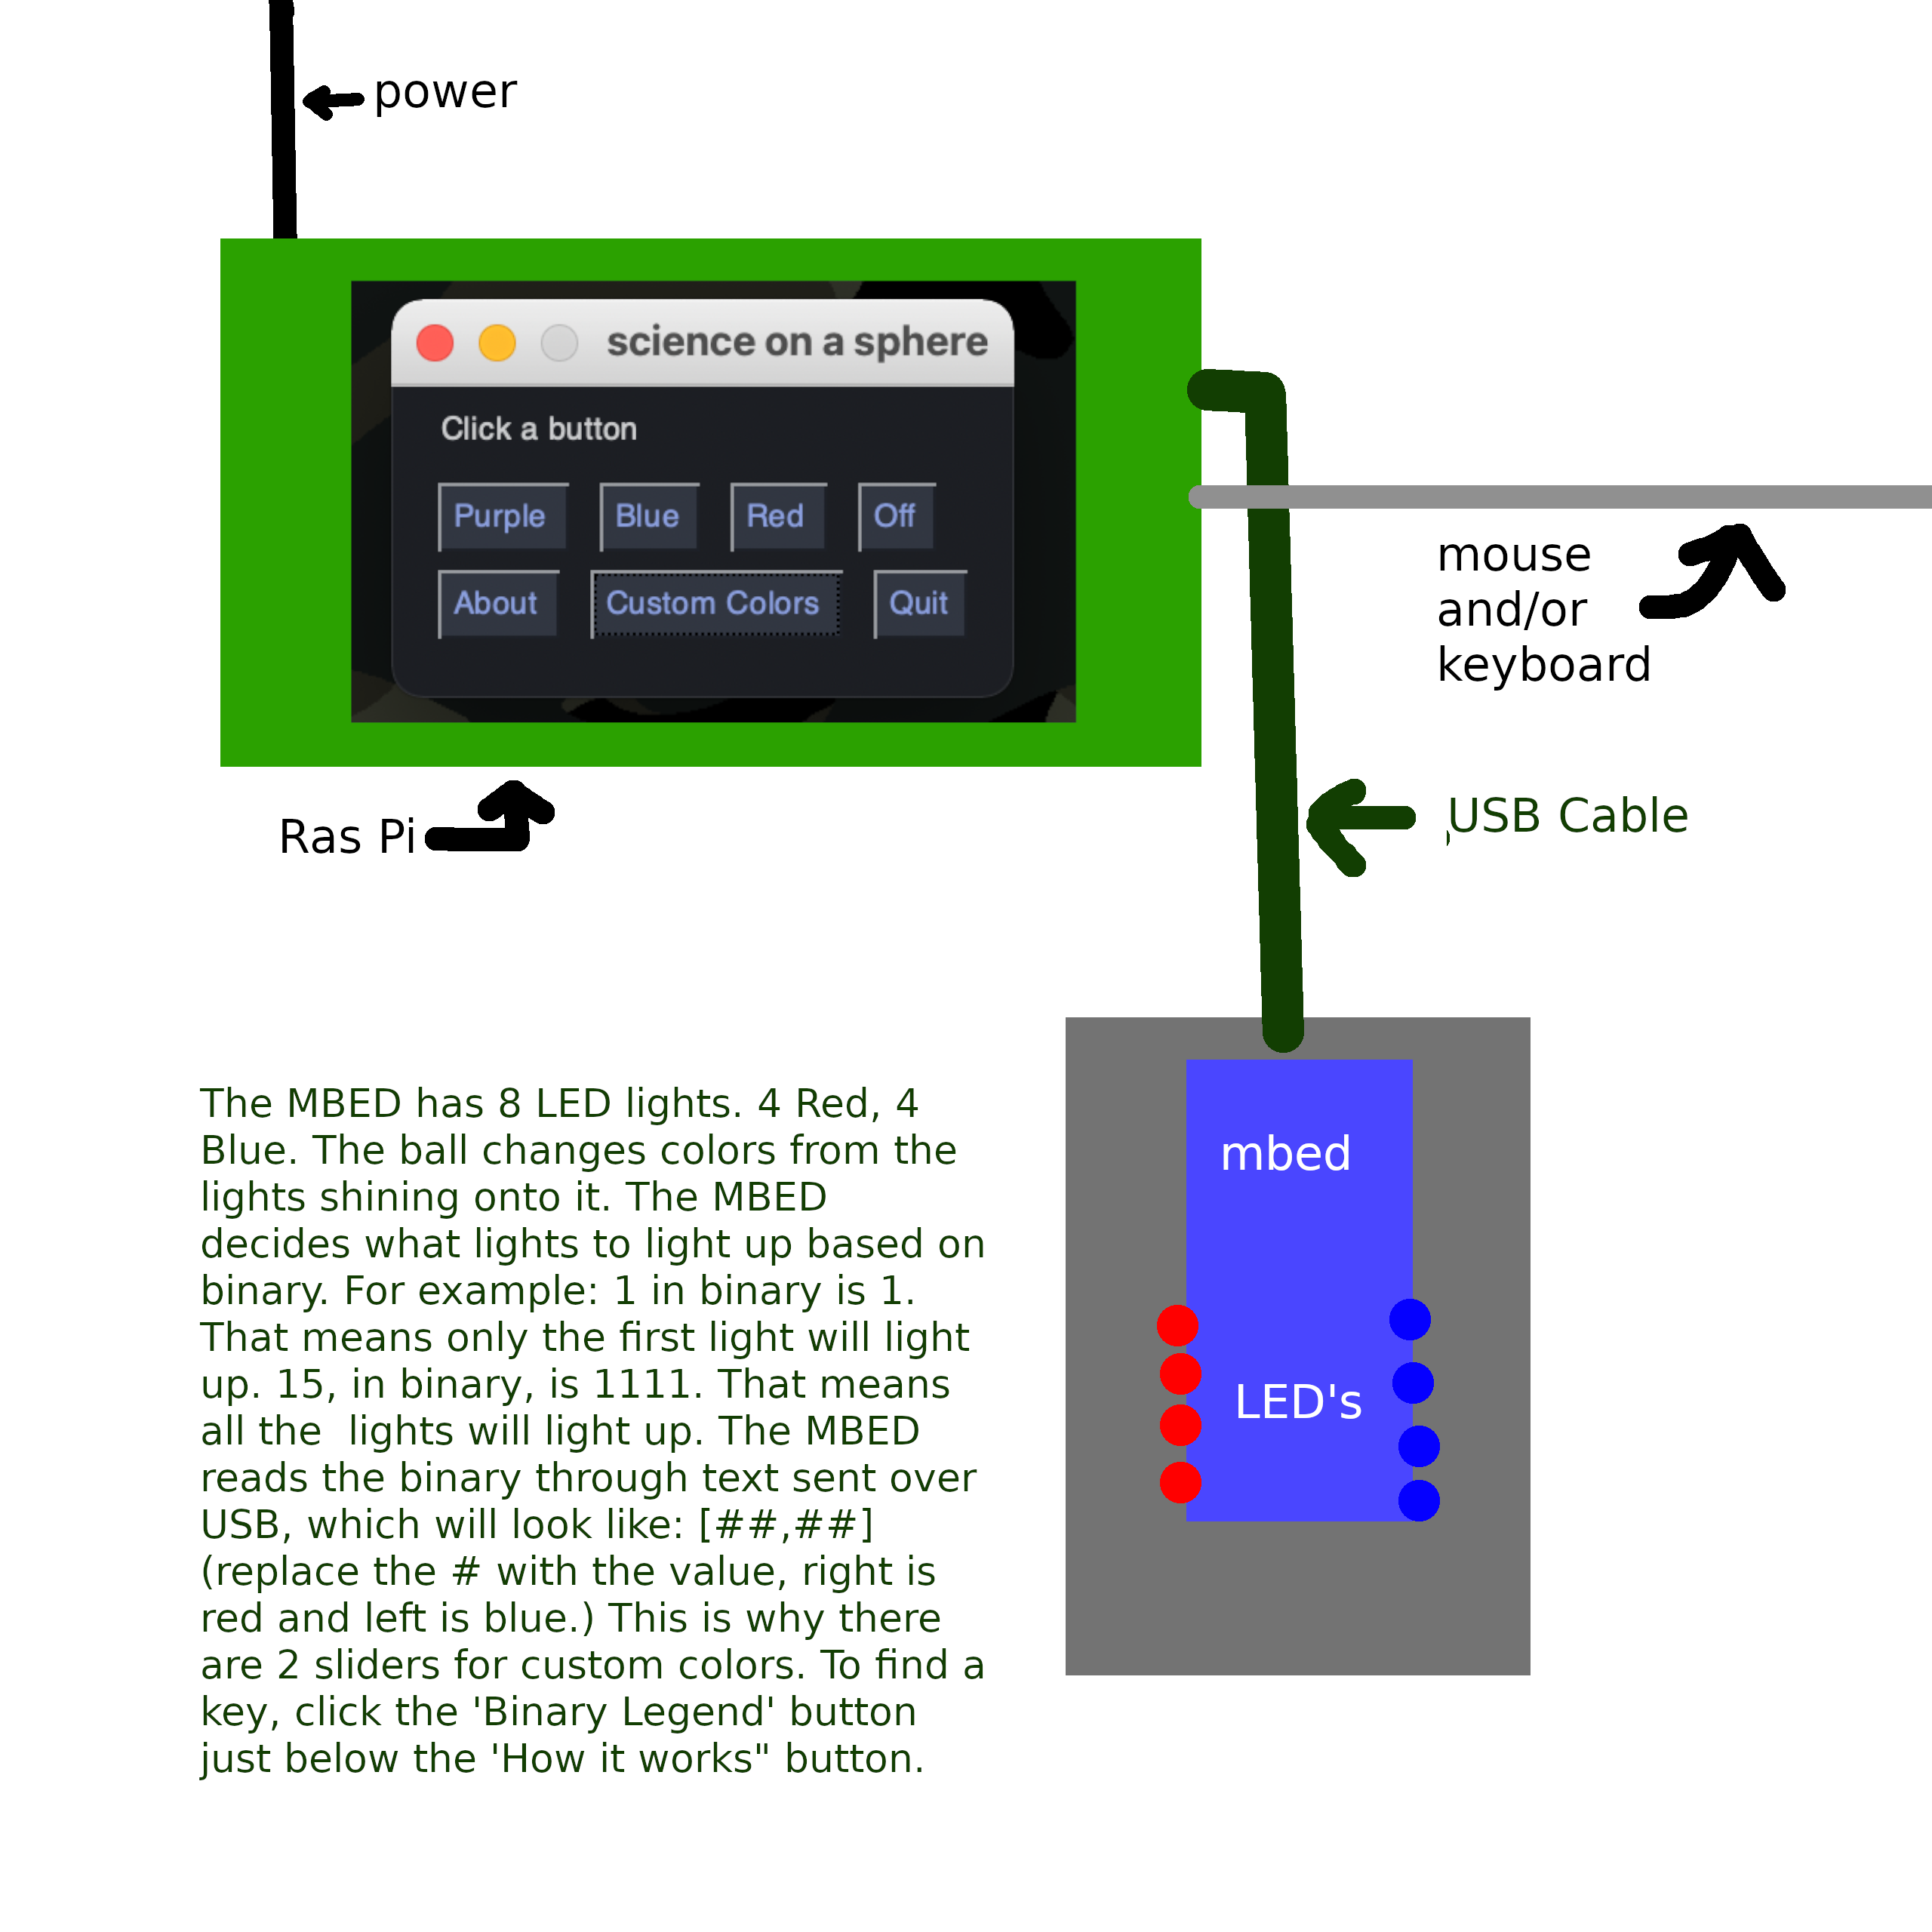 power
science on a sphere
Click a button
Purple Blue Red Off
About Custom Colors Quit
mouse
and/or
keyboard
Ras Pi
USB Cable
The MBED has 8 LED lights. 4 Red, 4
Blue. The ball changes colors from the
lights shining onto it. The MBED
decides what lights to light up based on
binary. For example: 1 in binary is 1.
That means only the first light will light
up. 15, in binary, is 1111. That means
all the  lights will light up. The MBED
reads the binary through text sent over
USB, which will look like: [##,##]
(replace the # with the value, right is
red and left is blue.) This is why there
are 2 sliders for custom colors. To find a
key, click the 'Binary Legend' button
just below the 'How it works" button.
mbed
LED's